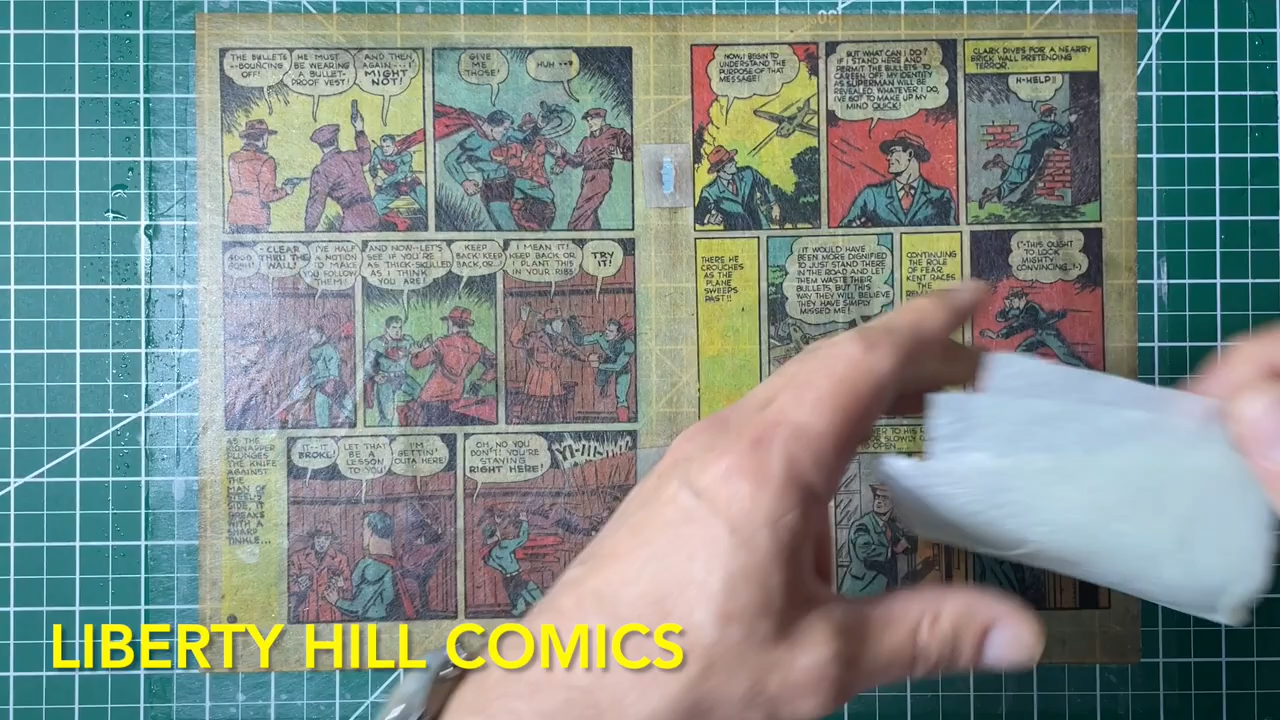 THE BULLETS
--BOUNCING
OFF!
HE MUST
BE WEARING
A BULLET-
PROOF VEST!
AND THEN
AGAIN--I
MIGHT
NOT!
GIVE
ME
THOSE!
HUH --?
CLEAR
THRU THE
WALL!
I'VE HALF
A NOTION
TO MAKE
YOU FOLLOW
THEM!
AND NOW--LET'S
SEE IF YOU'RE
AS THICK-SKULLED
AS I THINK
YOU ARE!
KEEP
BACK! KEEP
BACK OR..!
I MEAN IT!
KEEP BACK OR
I PLANT THIS
IN YOUR RIBS
TRY
IT!
AS THE
KIDNAPPER
PLUNGES
THE KNIFE
AGAINST
THE
MAN OF
STEEL'S
SIDE, IT
BREAKS
WITH A
SHARP
TINKLE...
IT--IT
BROKE!
LET THAT
BE A
LESSON
TO YOU!
I'M
GETTIN'
OUTA HERE!
OH, NO YOU
DON'T! YOU'RE
STAYING
RIGHT HERE!
NOW I BEGIN TO
UNDERSTAND THE
PURPOSE OF THAT
MESSAGE!
BUT WHAT CAN I DO?
IF I STAND HERE AND
PERMIT THE BULLETS TO
CAREEN OFF MY IDENTITY
AS SUPERMAN WILL BE
REVEALED. WHATEVER I DO,
I'VE GOT TO MAKE UP MY
MIND QUICK!
CLARK DIVES FOR A NEARBY
BRICK WALL PRETENDING
TERROR.
H-HELP!!
THERE HE
CROUCHES
AS THE
PLANE
SWEEPS
PAST!!
IT WOULD HAVE
BEEN MORE DIGNIFIED
TO JUST STAND THERE
IN THE ROAD AND LET
THEM WASTE THEIR
BULLETS, BUT THIS
WAY THEY WILL BELIEVE
THEY HAVE SIMPLY
MISSED ME!
CONTINUING
THE ROLE
OF FEAR,
KENT RACES
THE
(-THIS OUGHT
TO LOOK
MIGHTY
CONVINCING..!-)
TO HIS
SLOWLY
OPEN...
LIBERTY HILL COMICS